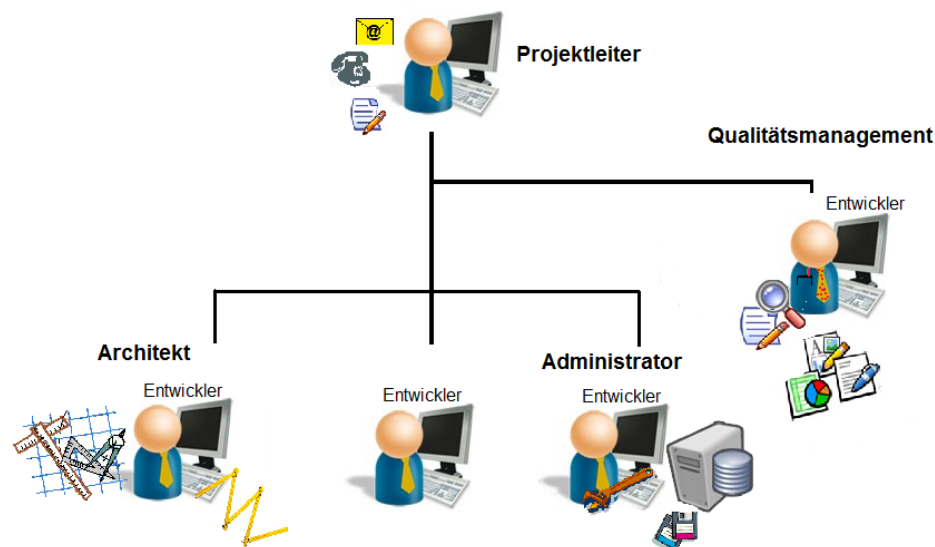 @
Projektleiter
Qualitätsmanagement
Entwickler
Architekt
Entwickler
Entwickler
Administrator
Entwickler
A